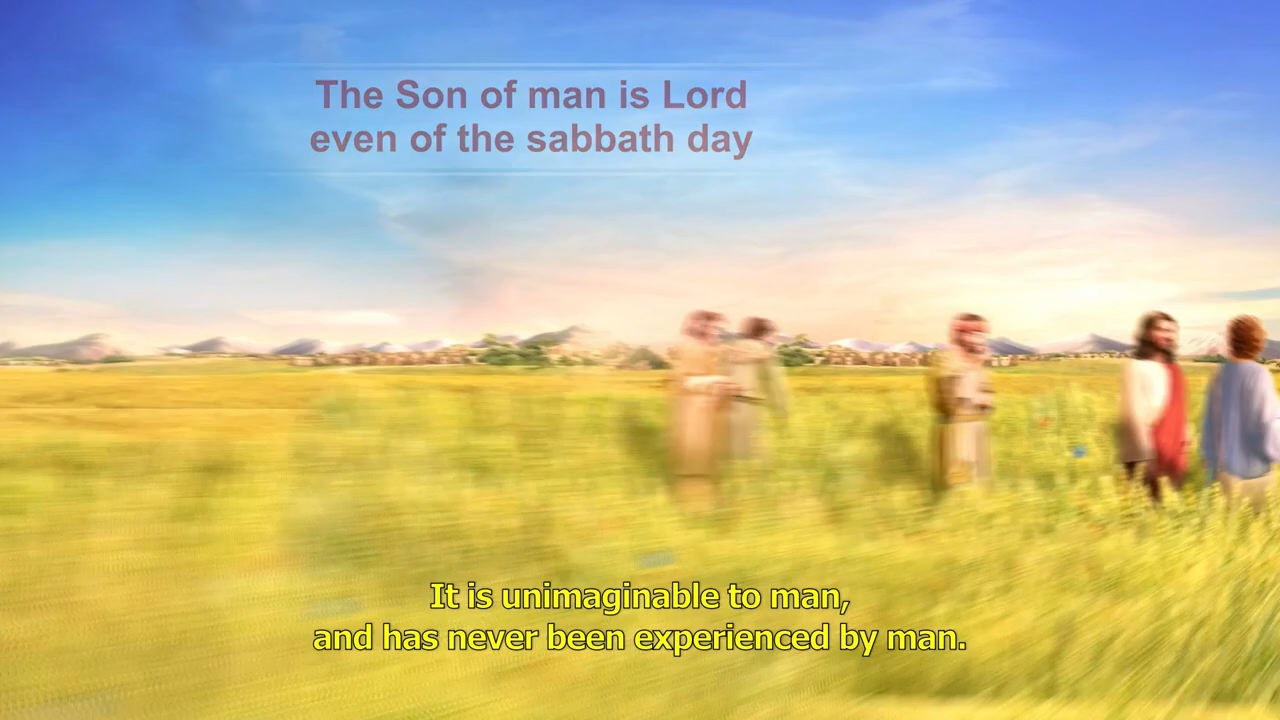 The Son of man is Lord
even of the sabbath day
It is unimaginable to man,
and has never been experienced by man.